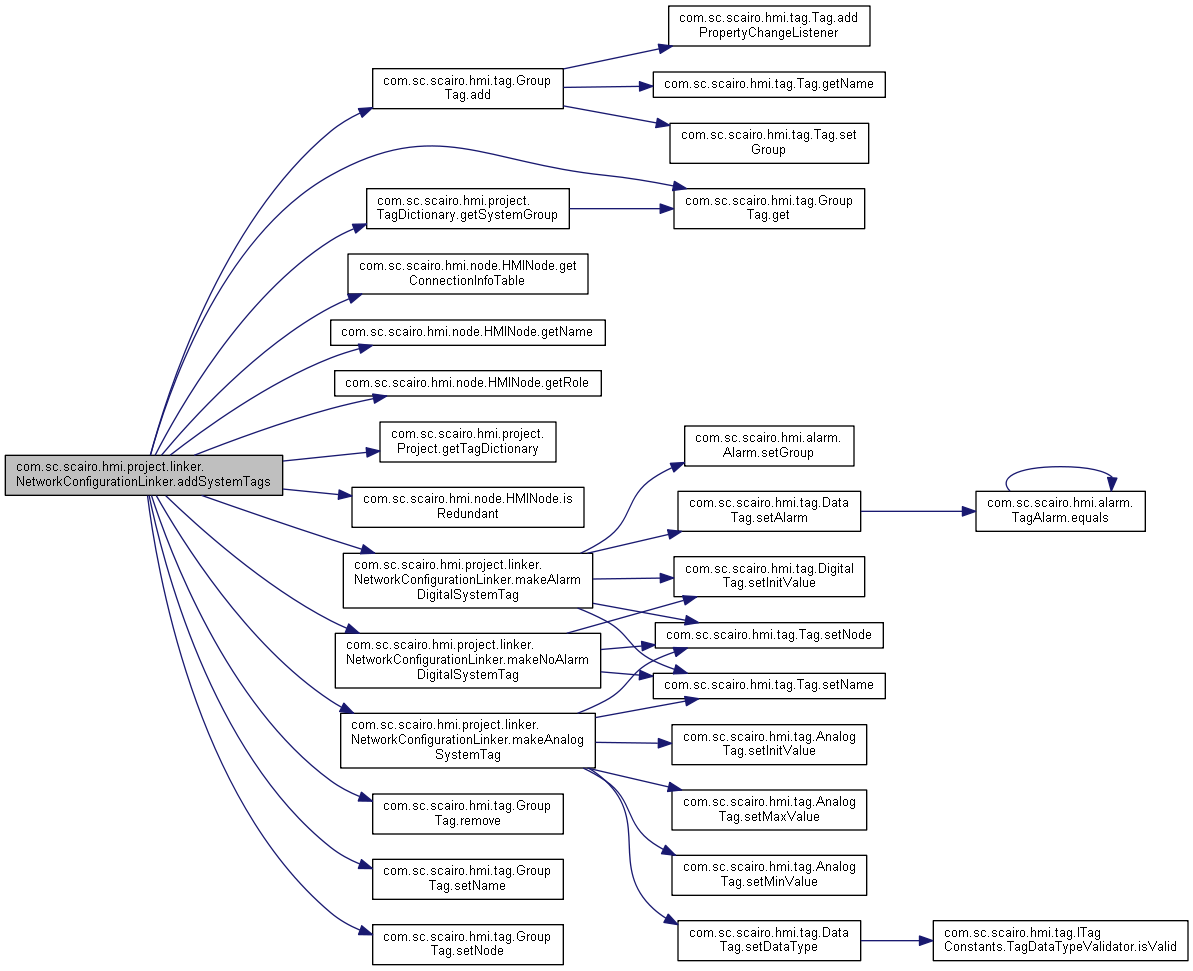 com.sc.scairo.hmi.project.linker.
NetworkConfigurationLinker.addSystemTags
com.sc.scairo.hmi.tag.Group
Tag.add
com.sc.scairo.hmi.project.
TagDictionary.getSystemGroup
com.sc.scairo.hmi.node.HMINode.get
ConnectionInfoTable
com.sc.scairo.hmi.node.HMINode.getName
com.sc.scairo.hmi.node.HMINode.getRole
com.sc.scairo.hmi.project.
Project.getTagDictionary
com.sc.scairo.hmi.node.HMINode.is
Redundant
com.sc.scairo.hmi.project.linker.
NetworkConfigurationLinker.makeAlarm
DigitalSystemTag
com.sc.scairo.hmi.project.linker.
NetworkConfigurationLinker.makeNoAlarm
DigitalSystemTag
com.sc.scairo.hmi.project.linker.
NetworkConfigurationLinker.makeAnalog
SystemTag
com.sc.scairo.hmi.tag.Group
Tag.remove
com.sc.scairo.hmi.tag.Group
Tag.setName
com.sc.scairo.hmi.tag.Group
Tag.setNode
com.sc.scairo.hmi.tag.Tag.add
PropertyChangeListener
com.sc.scairo.hmi.tag.Tag.getName
com.sc.scairo.hmi.tag.Tag.set
Group
com.sc.scairo.hmi.tag.Group
Tag.get
com.sc.scairo.hmi.alarm.
Alarm.setGroup
com.sc.scairo.hmi.tag.Data
Tag.setAlarm
com.sc.scairo.hmi.tag.Digital
Tag.setInitValue
com.sc.scairo.hmi.tag.Tag.setNode
com.sc.scairo.hmi.tag.Tag.setName
com.sc.scairo.hmi.tag.Analog
Tag.setInitValue
com.sc.scairo.hmi.tag.Analog
Tag.setMaxValue
com.sc.scairo.hmi.tag.Analog
Tag.setMinValue
com.sc.scairo.hmi.tag.Data
Tag.setDataType
com.sc.scairo.hmi.alarm.
TagAlarm.equals
com.sc.scairo.hmi.tag.ITag
Constants.TagDataTypeValidator.isValid